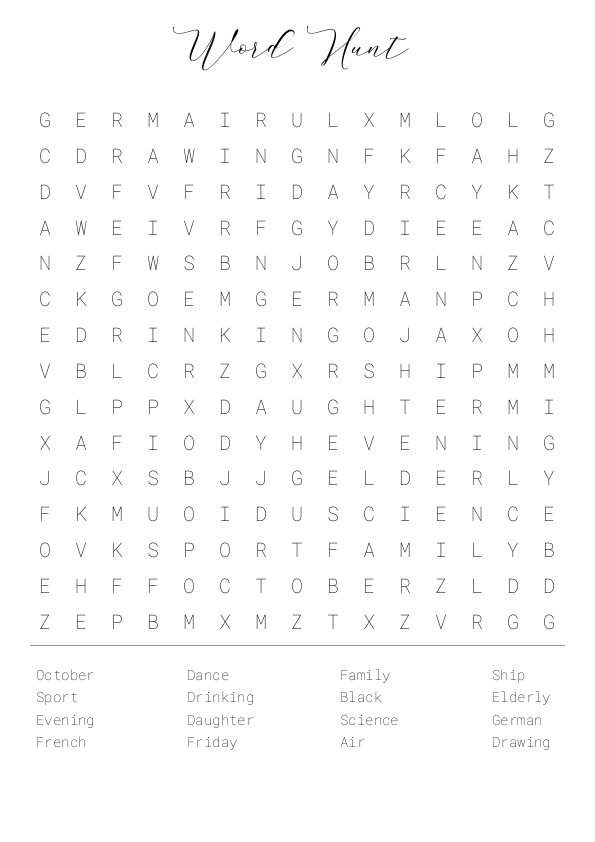 Word Hunt
G E R M A I R U L X M L O L G
C D R A W I N G N F K F A H Z
D V F V F R I D A Y R C Y K T
A W E I V R F G Y D I E E A C
N Z F W S B N J O B R L N Z V
C K G O E M G E R M A N P C H
E D R I N K I N G O J A X O H
V B L C R Z G X R S H I P M M
G L P P X D A U G H T E R M I
X A F I O D Y H E V E N I N G
J C X S B J J G E L D E R L Y
F K M U O I D U S C I E N C E
O V K S P O R T F A M I L Y B
E H F F O C T O B E R Z L D D
Z E P B M X M Z T X Z V R G G
October Dance Family Ship
Sport Drinking Black Elderly
Evening Daughter Science German
French Friday Air Drawing